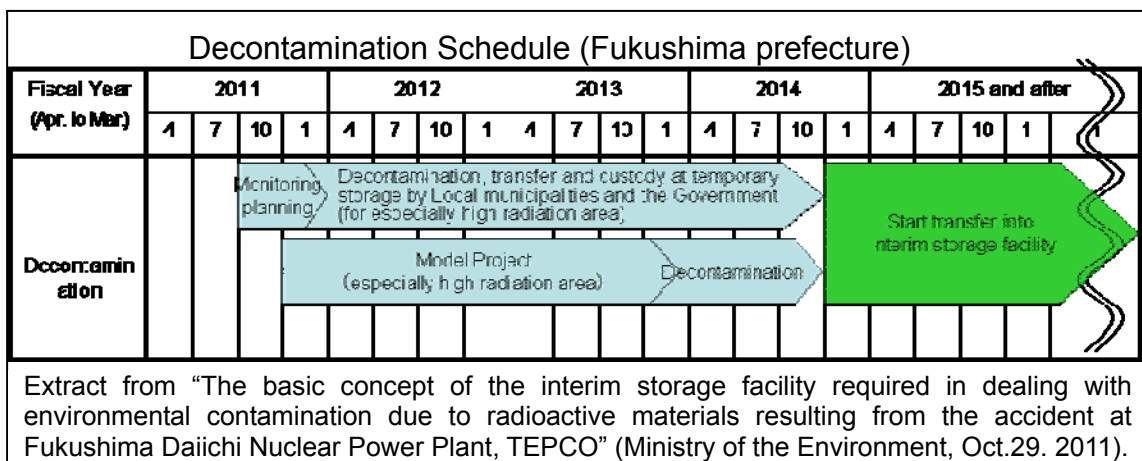 Decontamination Schedule (Fukushima prefecture)
Fiscal Year 2011 2012 2013 2014 2015 and after
(Apr. to Mar.) 4 7 10 1 4 7 10 1 4 7 10 1 4 7 10 1 4 7 10 1 1
Monitoring
planning
Decontamination, transfer and custody at temporary
storage by Local municipalities and the Government
(for especially high radiation area)
Start transfer into
interim storage facility
Decontamin
ation
Model Project
(especially high radiation area)
Decontamination
Extract from “The basic concept of the interim storage facility required in dealing with
environmental contamination due to radioactive materials resulting from the accident at
Fukushima Daiichi Nuclear Power Plant, TEPCO” (Ministry of the Environment, Oct.29. 2011).